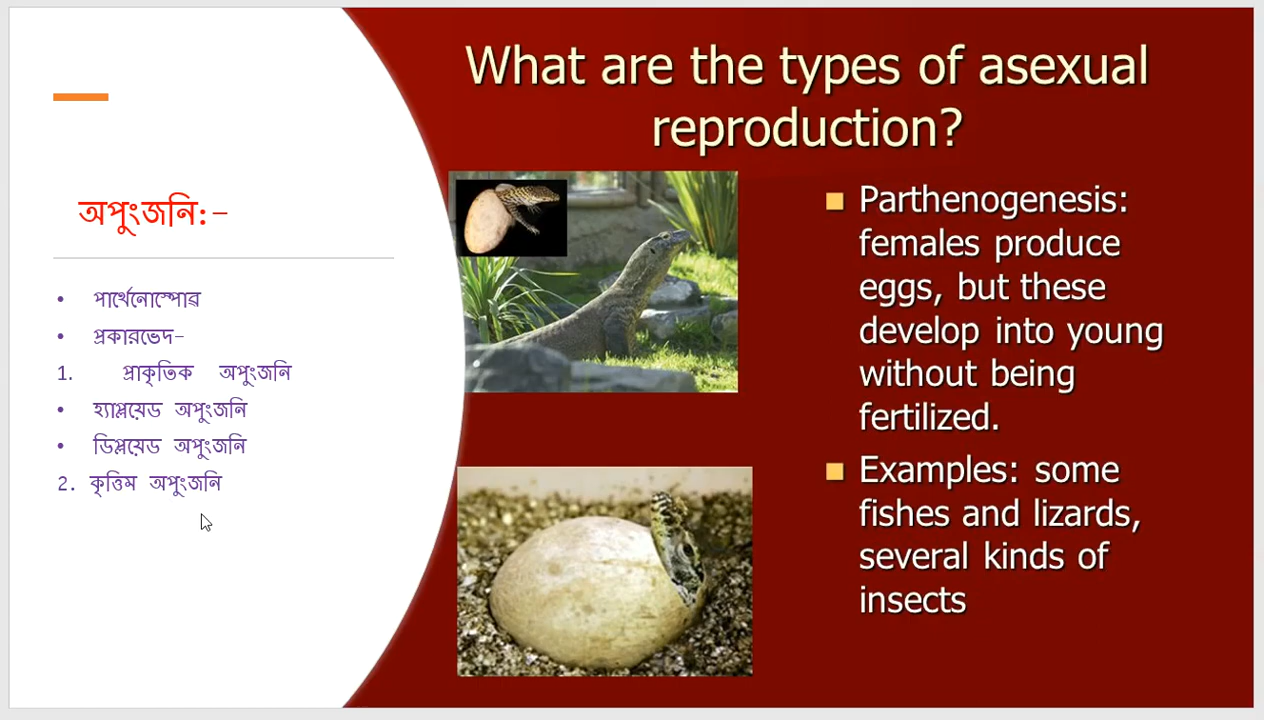 অপুংজনি:-
• পার্থেনোস্পোর
• প্রকারভেদ-
1. প্রাকৃতিক অপুংজনি
• হ্যাপ্লয়েড অপুংজনি
• ডিপ্লয়েড অপুংজনি
2. কৃত্তিম অপুংজনি
What are the types of asexual
reproduction?
Parthenogenesis:
females produce
eggs, but these
develop into young
without being
fertilized.
Examples: some
fishes and lizards,
several kinds of
insects